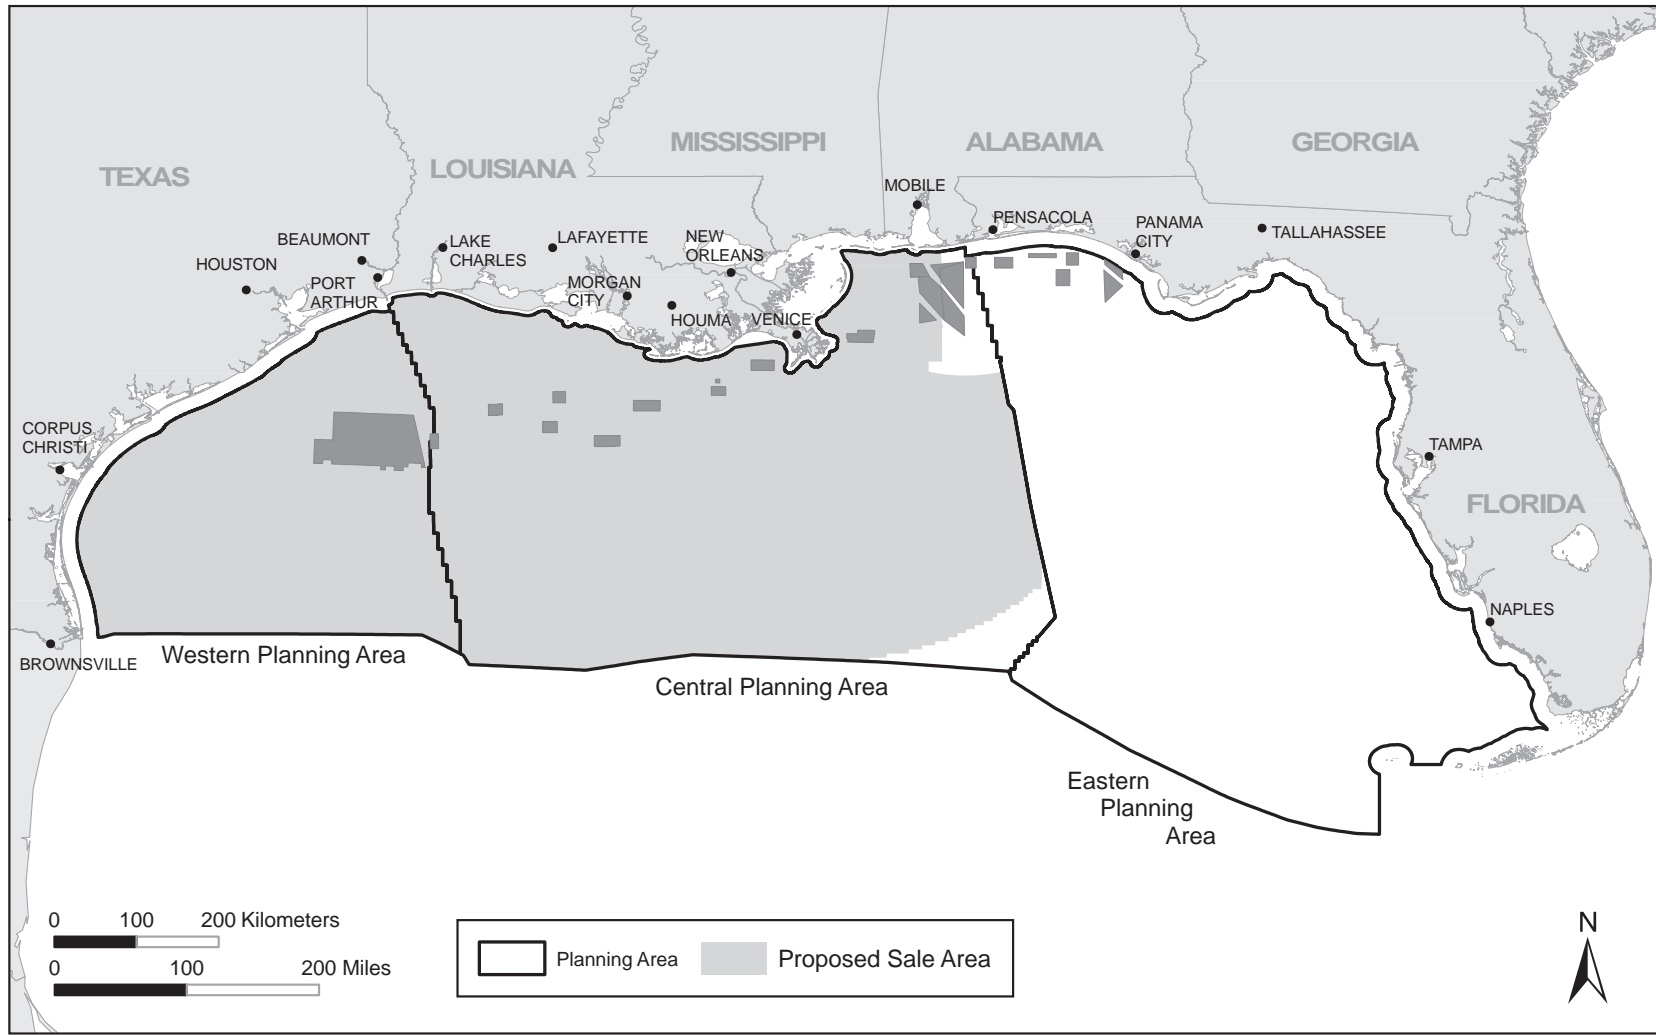 MISSISSIPPI
ALABAMA
GEORGIA
LOUISIANA
TEXAS
MOBILE
PENSACOLA
PANAMA
CITY
TALLAHASSEE
BEAUMONT
LAKE
CHARLES
LAFAYETTE
NEW
ORLEANS
HOUSTON
PORT
ARTHUR
MORGAN
CITY
HOUMA
VENICE
CORPUS
CHRISTI
TAMPA
FLORIDA
NAPLES
BROWNSVILLE
Western Planning Area
Central Planning Area
Eastern
Planning
Area
0 100 200 Kilometers
0 100 200 Miles
Planning Area
Proposed Sale Area
N